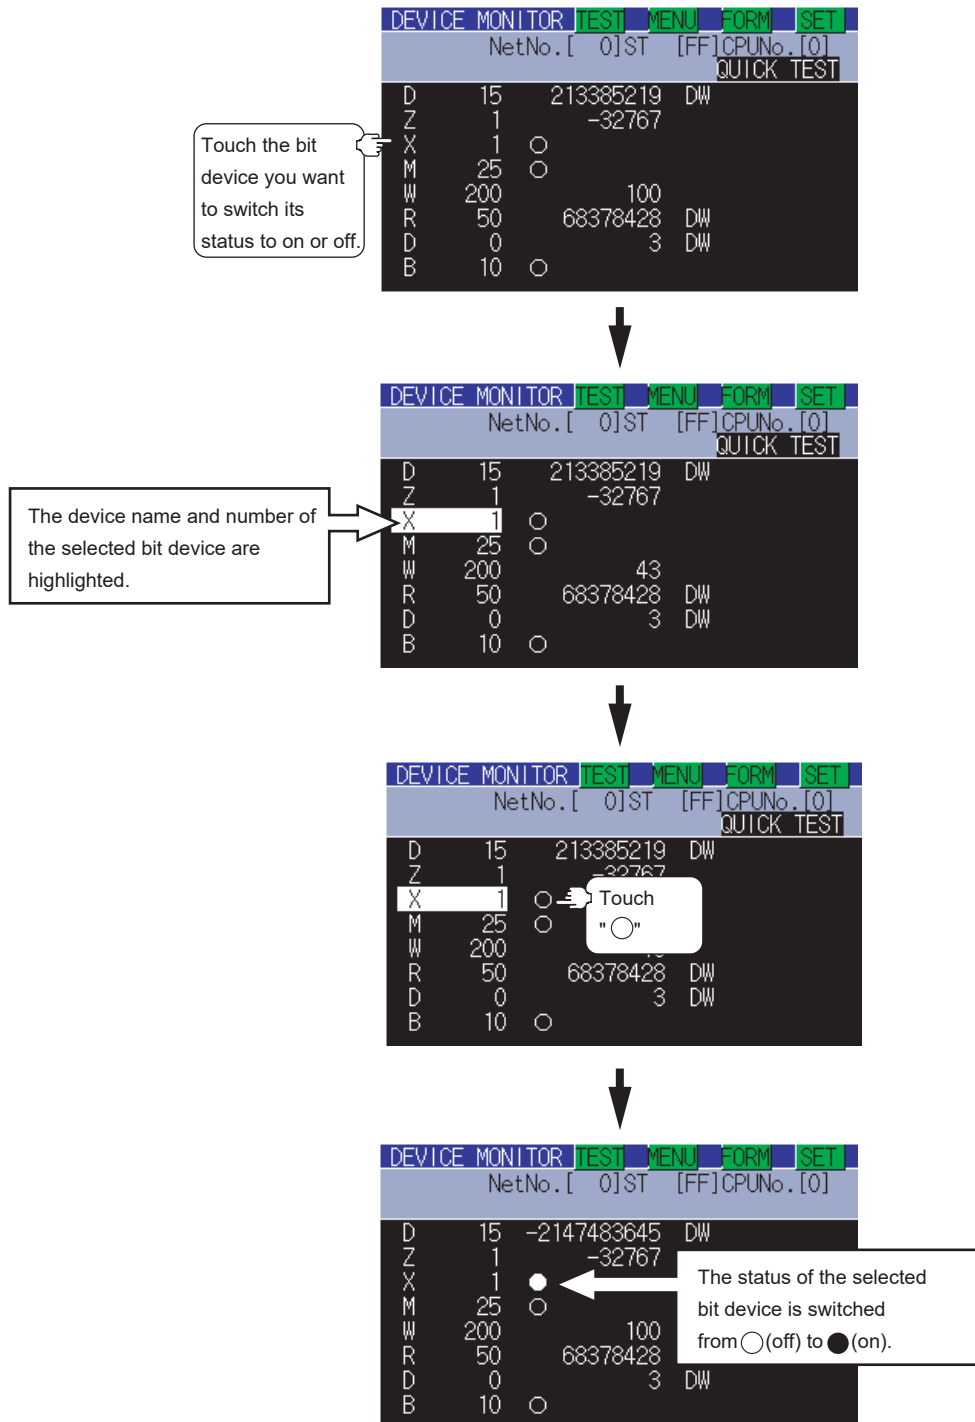 DEVICE MONITOR TEST MENU FORM SET
NetNo.[ 0]ST [FF]CPUNo.[0]
QUICK TEST
D 15 213385219 DW
Z 1 -32767
X 1 ○
M 25 ○
W 200 100
R 50 68378428 DW
D 0 3 DW
B 10 ○
Touch the bit
device you want
to switch its
status to on or off.
DEVICE MONITOR TEST MENU FORM SET
NetNo.[ 0]ST [FF]CPUNo.[0]
QUICK TEST
D 15 213385219 DW
Z 1 -32767
X 1 ○
M 25 ○
W 200 43
R 50 68378428 DW
D 0 3 DW
B 10 ○
The device name and number of
the selected bit device are
highlighted.
DEVICE MONITOR TEST MENU FORM SET
NetNo.[ 0]ST [FF]CPUNo.[0]
QUICK TEST
D 15 213385219 DW
Z 1 -32767
X 1 ○
M 25 ○
W 200
R 50 68378428 DW
D 0 3 DW
B 10 ○
Touch
"○"
DEVICE MONITOR TEST MENU FORM SET
NetNo.[ 0]ST [FF]CPUNo.[0]
D 15 -2147483645 DW
Z 1 -32767
X 1 ●
M 25 ○
W 200 100
R 50 68378428
D 0 3 DW
B 10 ○
The status of the selected
bit device is switched
from ○(off) to ●(on).